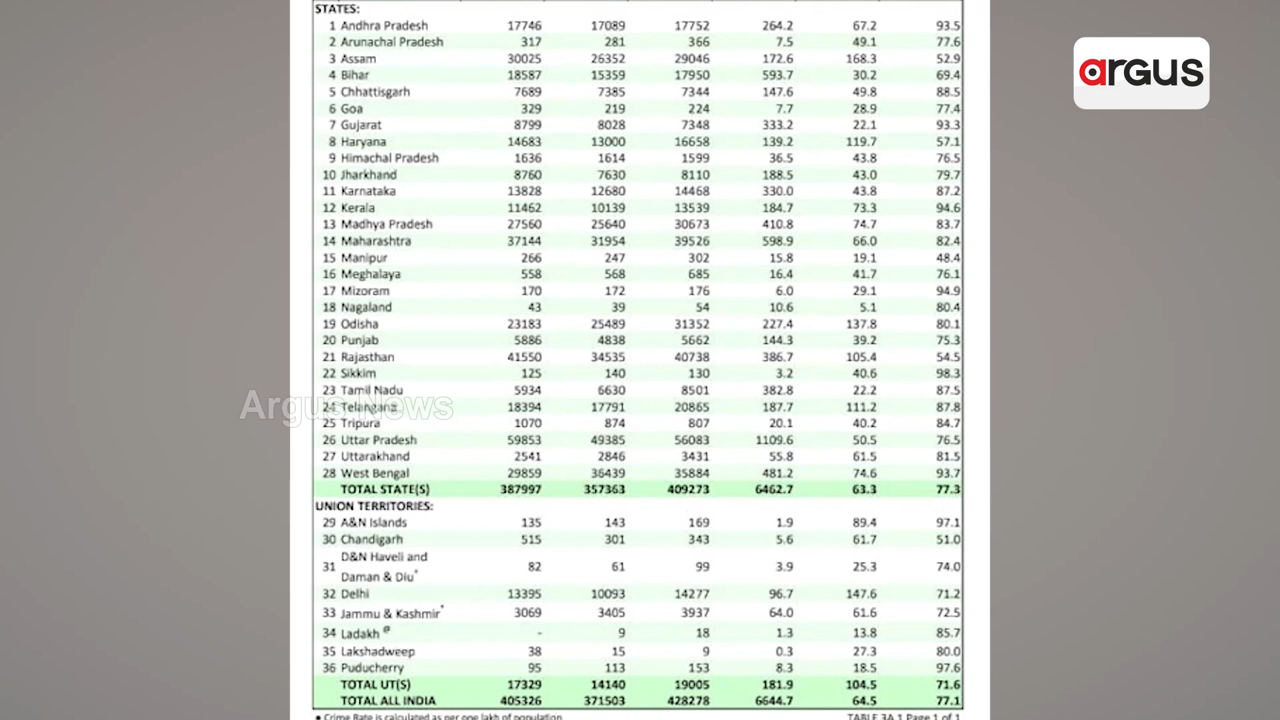 STATES:
1 Andhra Pradesh 17746 17089 17752 264.2 67.2 93.5
2 Arunachal Pradesh 317 281 366 7.5 49.1 77.6
3 Assam 30025 26352 29046 172.6 168.3 52.9
4 Bihar 18587 15359 17950 593.7 30.2 69.4
5 Chhattisgarh 7689 7385 7344 147.6 49.8 88.5
6 Goa 329 219 224 7.7 28.9 77.4
7 Gujarat 8799 8028 7348 333.2 22.1 93.3
8 Haryana 14683 13000 16658 139.2 119.7 57.1
9 Himachal Pradesh 1636 1614 1599 36.5 43.8 76.5
10 Jharkhand 8760 7630 8110 188.5 43.0 79.7
11 Karnataka 13828 12680 14468 330.0 43.8 87.2
12 Kerala 11462 10139 13539 184.7 73.3 94.6
13 Madhya Pradesh 27560 25640 30673 410.8 74.7 83.7
14 Maharashtra 37144 31954 39526 598.9 66.0 82.4
15 Manipur 266 247 302 15.8 19.1 48.4
16 Meghalaya 558 568 685 16.4 41.7 76.1
17 Mizoram 170 172 176 6.0 29.1 94.9
18 Nagaland 43 39 54 10.6 5.1 80.4
19 Odisha 23183 25489 31352 227.4 137.8 80.1
20 Punjab 5886 4838 5662 144.3 39.2 75.3
21 Rajasthan 41550 34535 40738 386.7 105.4 54.5
22 Sikkim 125 140 130 3.2 40.6 98.3
23 Tamil Nadu 5934 6630 8501 382.8 22.2 87.5
24 Telangana 18394 17791 20865 187.7 111.2 87.8
25 Tripura 1070 874 807 20.1 40.2 84.7
26 Uttar Pradesh 59853 49385 56083 1109.6 50.5 76.5
27 Uttarakhand 2541 2846 3431 55.8 61.5 81.5
28 West Bengal 29859 36439 35884 481.2 74.6 93.7
TOTAL STATE(S) 387997 357363 409273 6462.7 63.3 77.3
UNION TERRITORIES:
29 A&N Islands 135 143 169 1.9 89.4 97.1
30 Chandigarh 515 301 343 5.6 61.7 51.0
31 D&N Haveli and
Daman & Diu* 82 61 99 3.9 25.3 74.0
32 Delhi 13395 10093 14277 96.7 147.6 71.2
33 Jammu & Kashmir* 3069 3405 3937 64.0 61.6 72.5
34 Ladakh @ - 9 18 1.3 13.8 85.7
35 Lakshadweep 38 15 9 0.3 27.3 80.0
36 Puducherry 95 113 153 8.3 18.5 97.6
TOTAL UT(S) 17329 14140 19005 181.9 104.5 71.6
TOTAL ALL INDIA 405326 371503 428278 6644.7 64.5 77.1
• Crime Rate is calculated as per one lakh of population TABLE 3A.1 Page 1 of 1
argus
Argus News